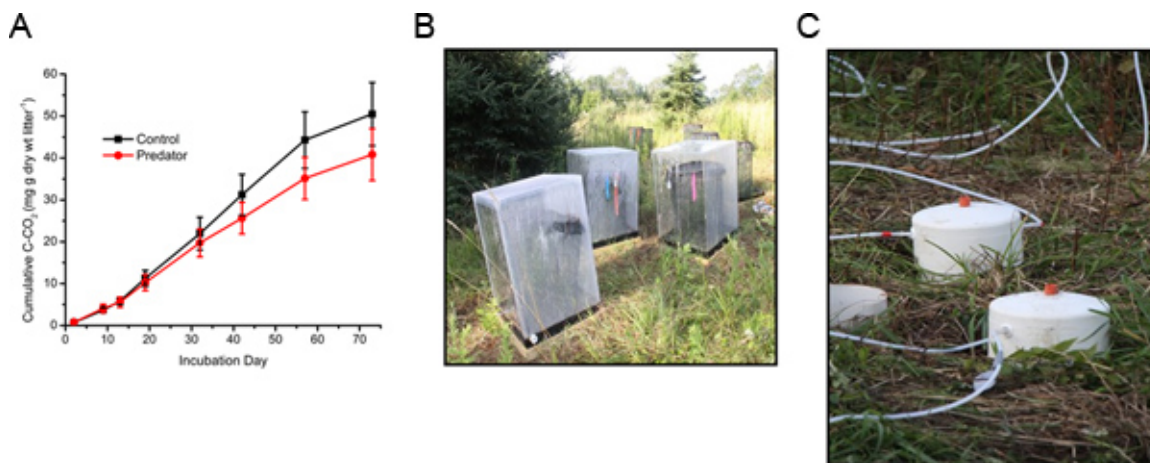 A
B
C
60
50
40
30
20
10
0
Cumulative C-CO₂ (mg g dry wt litter⁻¹)
Control
Predator
0 10 20 30 40 50 60 70
Incubation Day